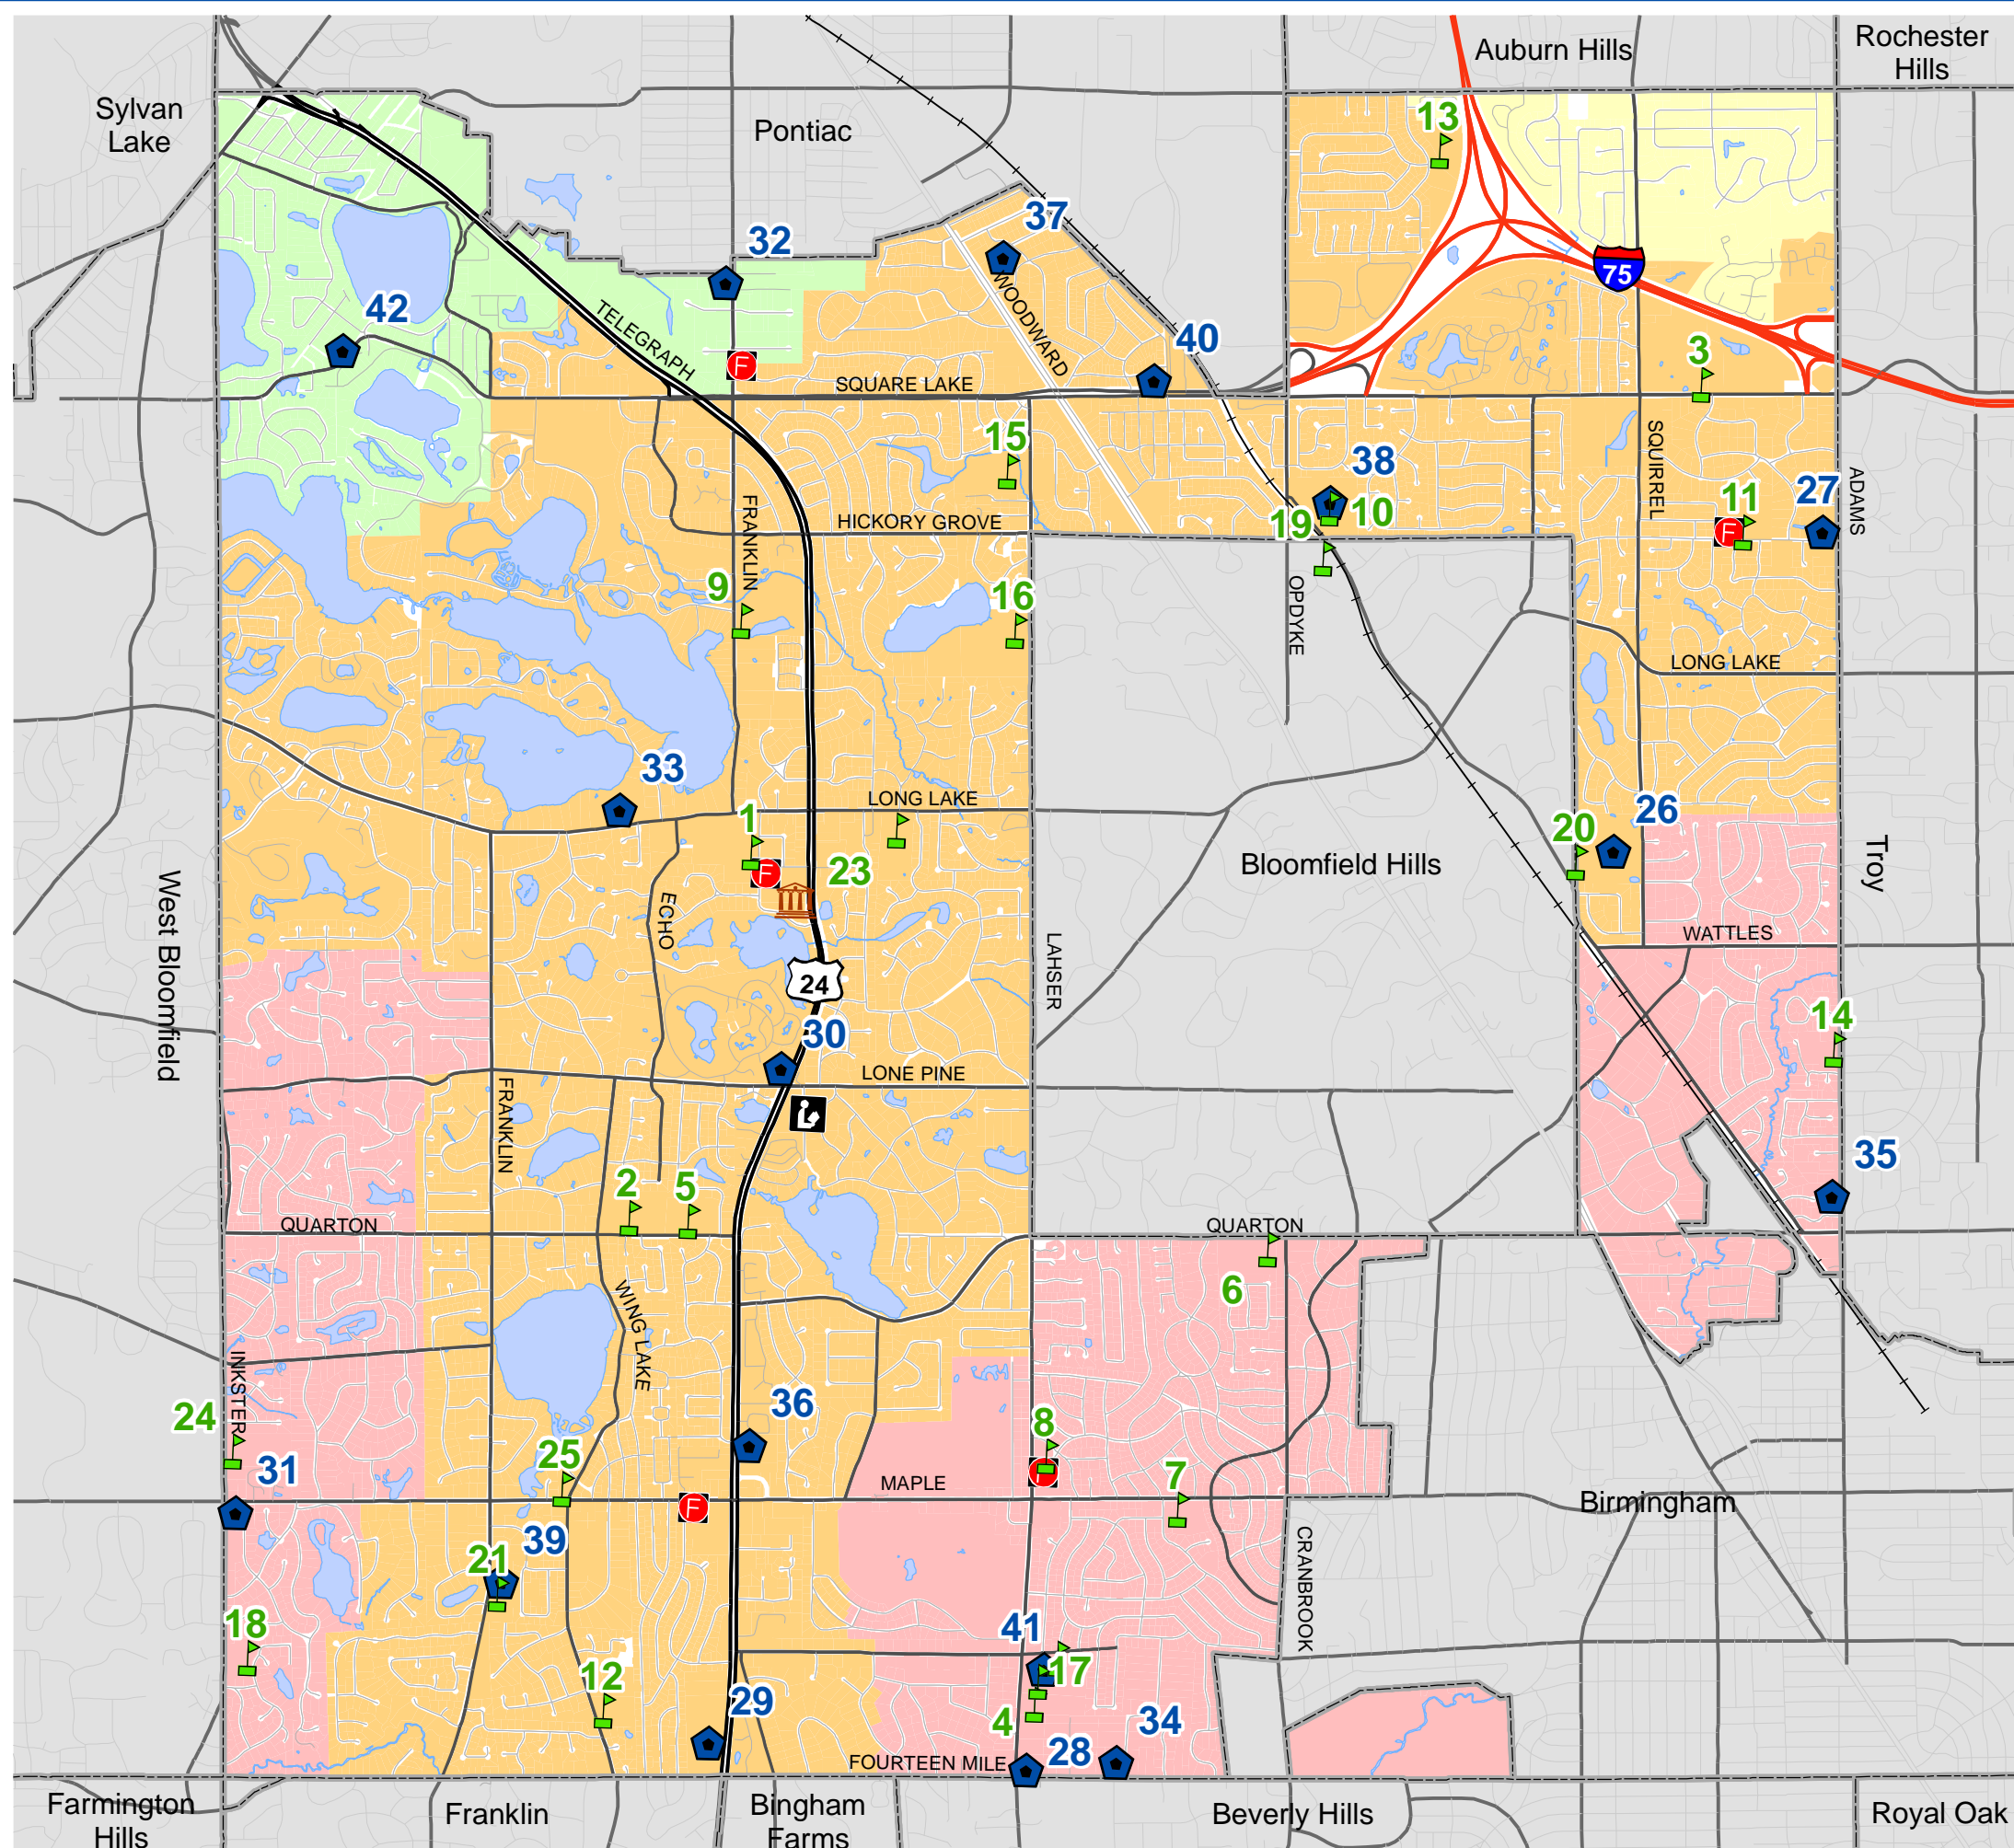 Auburn Hills
Rochester
Hills
Sylvan
Lake
Pontiac
13
37
32
75
42
TELEGRAPH
WOODWARD
40
3
F
SQUARE LAKE
15
SQUIRREL
38
ADAMS
27
FRANKLIN
HICKORY GROVE
19
10
11
F
9
16
OPDYKE
LONG LAKE
33
LONG LAKE
1
26
20
Bloomfield Hills
Troy
F
23
West Bloomfield
ECHO
WATTLES
LAHSER
24
14
30
LONE PINE
FRANKLIN
35
2
5
QUARTON
QUARTON
6
WING LAKE
INKSTER
24
36
8
25
31
F
7
MAPLE
Birmingham
F
39
CRANBROOK
21
18
41
12
17
29
4
34
28
FOURTEEN MILE
Farmington
Hills
Franklin
Bingham
Farms
Beverly Hills
Royal Oak